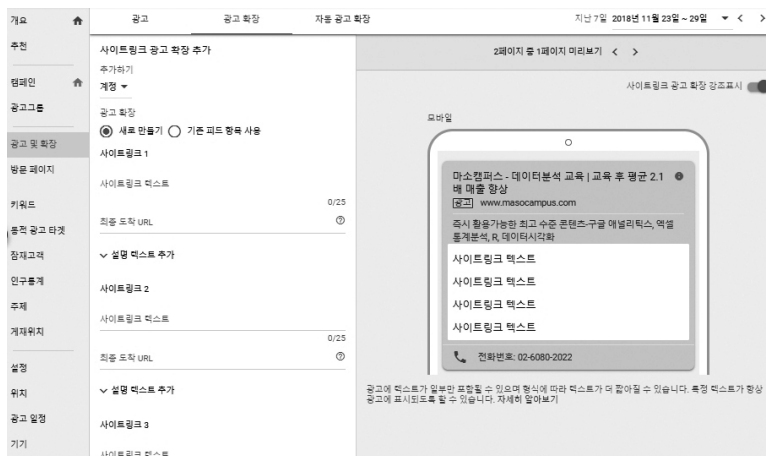 개요
추천
캠페인
광고그룹
광고 및 확장
방문 페이지
키워드
동적 광고 타겟
잠재고객
인구통계
주제
게재위치
설정
위치
광고 일정
기기
광고
광고 확장
자동 광고 확장
지난 7일 2018년 11월 23일~29일
사이트링크 광고 확장 추가
추가하기
계정
광고 확장
새로 만들기 기존 피드 항목 사용
사이트링크 1
사이트링크 텍스트
0/25
최종 도착 URL
설명 텍스트 추가
사이트링크 2
사이트링크 텍스트
0/25
최종 도착 URL
설명 텍스트 추가
사이트링크 3
사이트링크 텍스트
2페이지 중 1페이지 미리보기
사이트링크 광고 확장 강조표시
모바일
마소캠퍼스 - 데이터분석 교육 | 교육 후 평균 2.1
배 매출 향상
광고 www.masocampus.com
즉시 활용가능한 최고 수준 콘텐츠-구글 애널리틱스, 엑셀
통계분석, R, 데이터시각화
사이트링크 텍스트
사이트링크 텍스트
사이트링크 텍스트
사이트링크 텍스트
전화번호: 02-6080-2022
광고에 텍스트가 일부만 포함될 수 있으며 형식에 따라 텍스트가 더 짧아질 수 있습니다. 특정 텍스트가 항상
광고에 표시되도록 할 수 있습니다. 자세히 알아보기